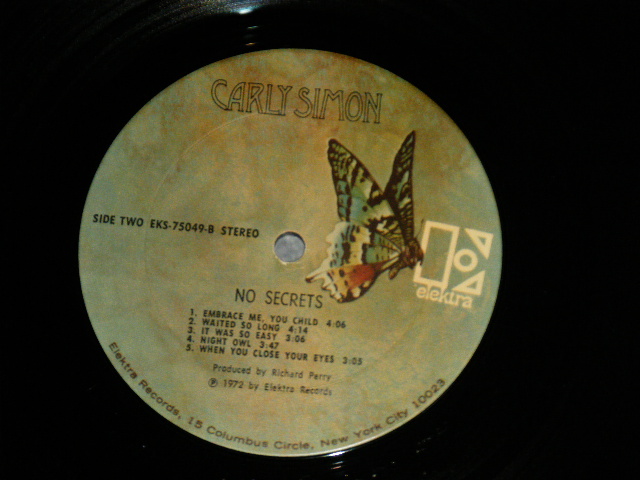 CARLY SIMON
SIDE TWO EKS-75049-B STEREO
elektra
NO SECRETS
1. EMBRACE ME, YOU CHILD 4:06
2. WAITED SO LONG 4:14
3. IT WAS SO EASY 3:06
4. NIGHT OWL 3:47
5. WHEN YOU CLOSE YOUR EYES 3:05
Produced by Richard Perry
℗ 1972 by Elektra Records
Elektra Records, 15 Columbus Circle, New York City 10023